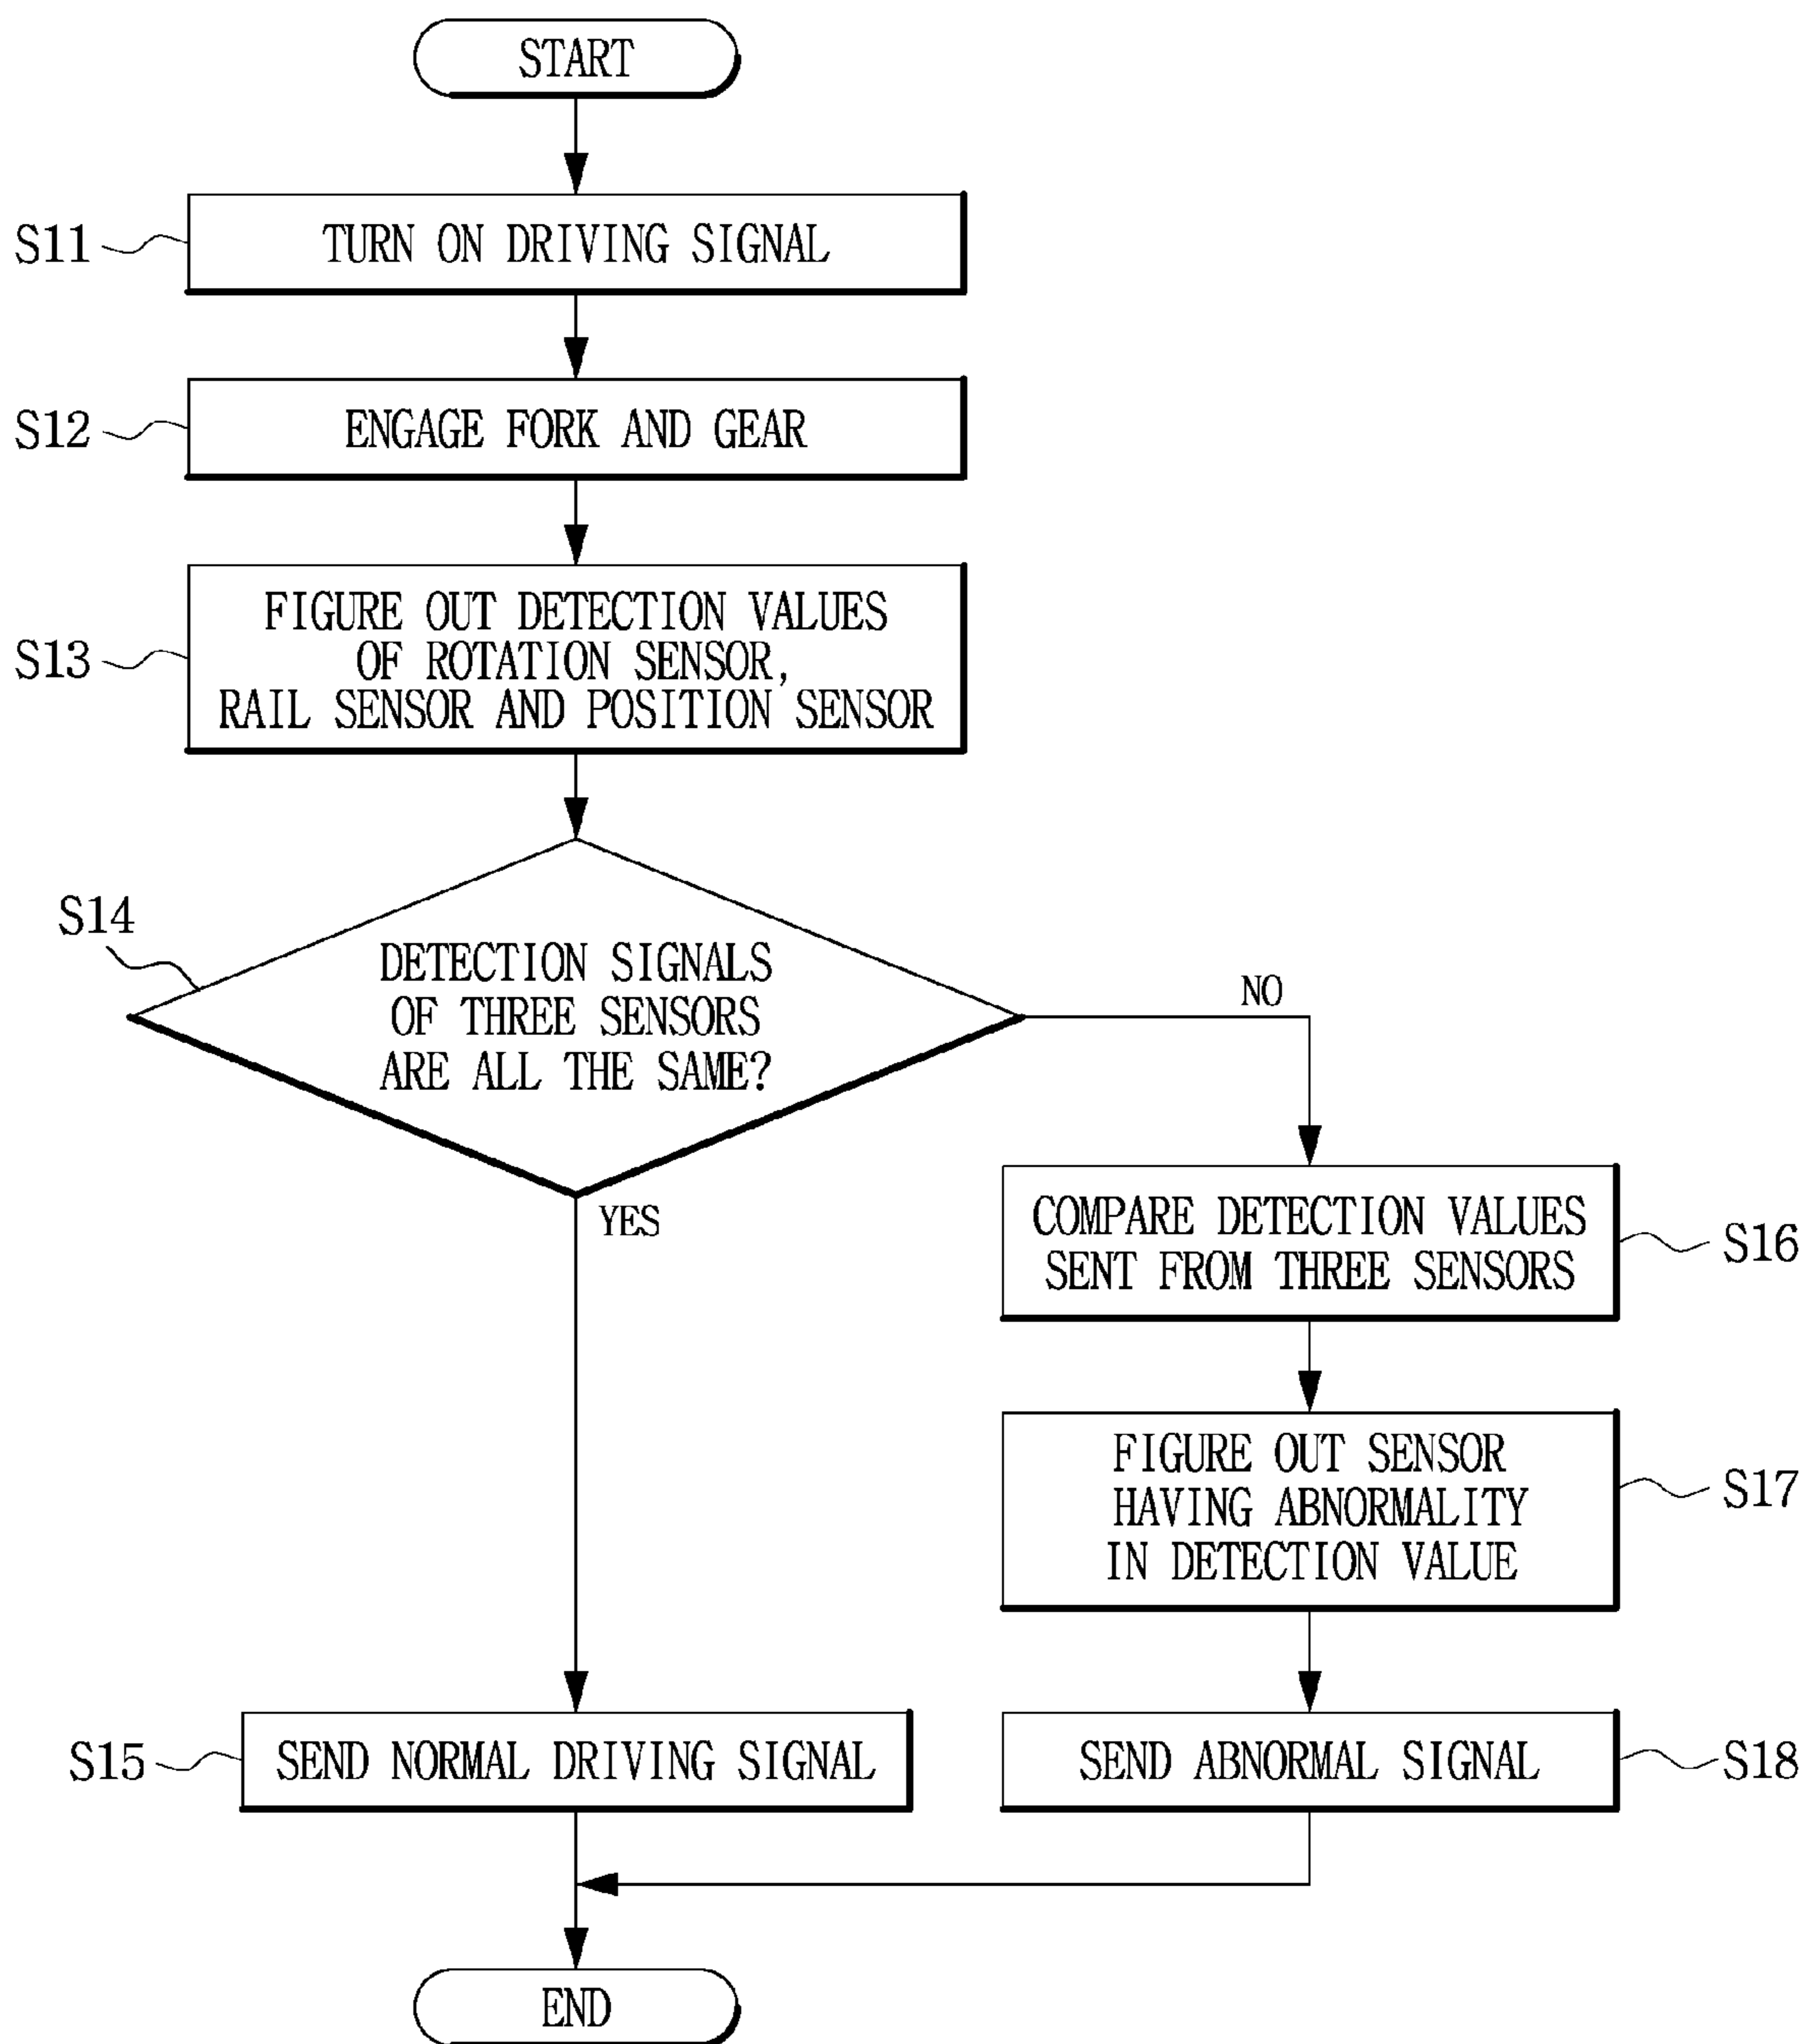 START
S11
TURN ON DRIVING SIGNAL
S12
ENGAGE FORK AND GEAR
S13
FIGURE OUT DETECTION VALUES
OF ROTATION SENSOR,
RAIL SENSOR AND POSITION SENSOR
S14
DETECTION SIGNALS
OF THREE SENSORS
ARE ALL THE SAME?
NO
YES
COMPARE DETECTION VALUES
SENT FROM THREE SENSORS
S16
FIGURE OUT SENSOR
HAVING ABNORMALITY
IN DETECTION VALUE
S17
S15
SEND NORMAL DRIVING SIGNAL
SEND ABNORMAL SIGNAL
S18
END